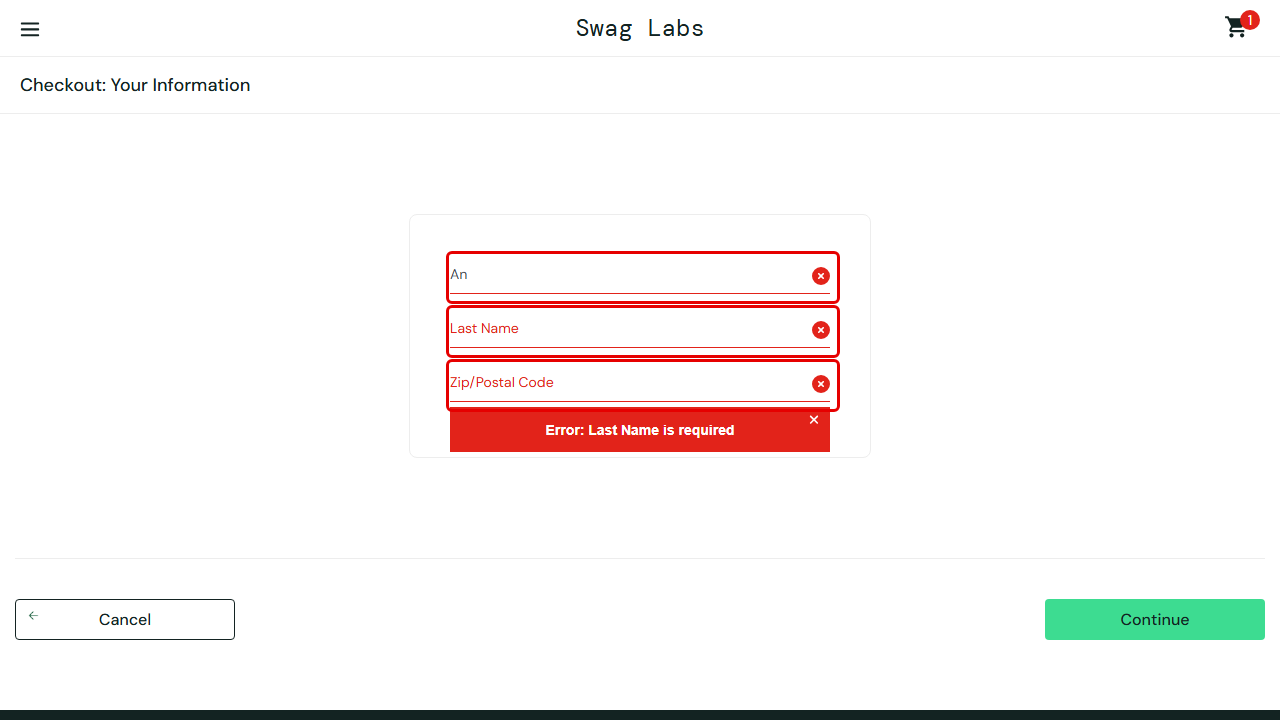 Swag Labs
1
Checkout: Your Information
An
Last Name
Zip/Postal Code
Error: Last Name is required
Cancel
Continue